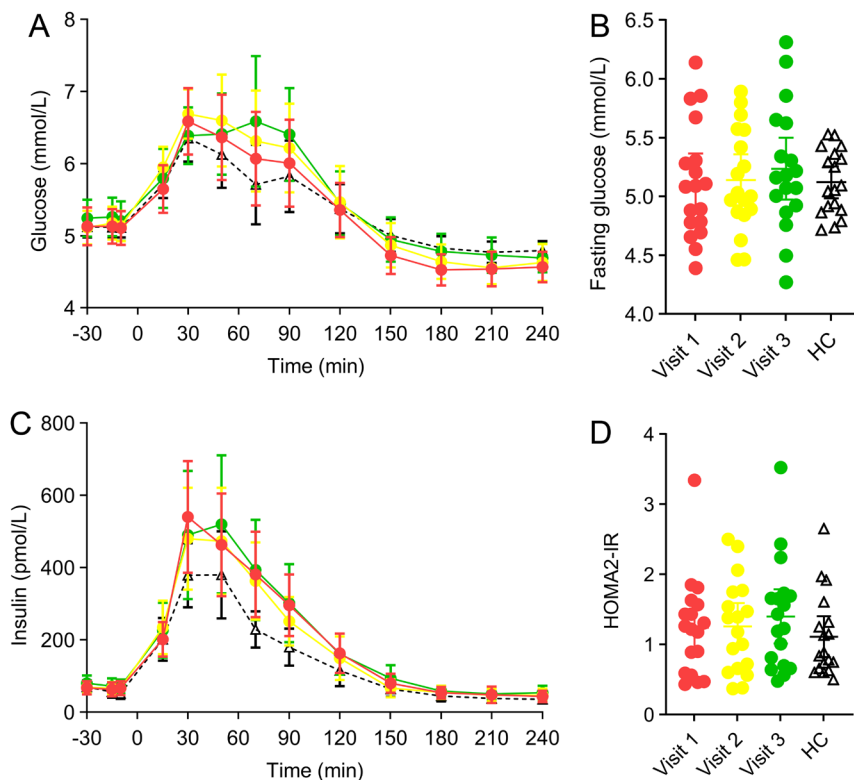 A
Glucose (mmol/L)
8
7
6
5
4
-30 0 30 60 90 120 150 180 210 240
Time (min)
B
Fasting glucose (mmol/L)
6.5
6.0
5.5
5.0
4.5
4.0
Visit 1 Visit 2 Visit 3 HC
C
Insulin (pmol/L)
800
600
400
200
0
-30 0 30 60 90 120 150 180 210 240
Time (min)
D
HOMA2-IR
4
3
2
1
0
Visit 1 Visit 2 Visit 3 HC